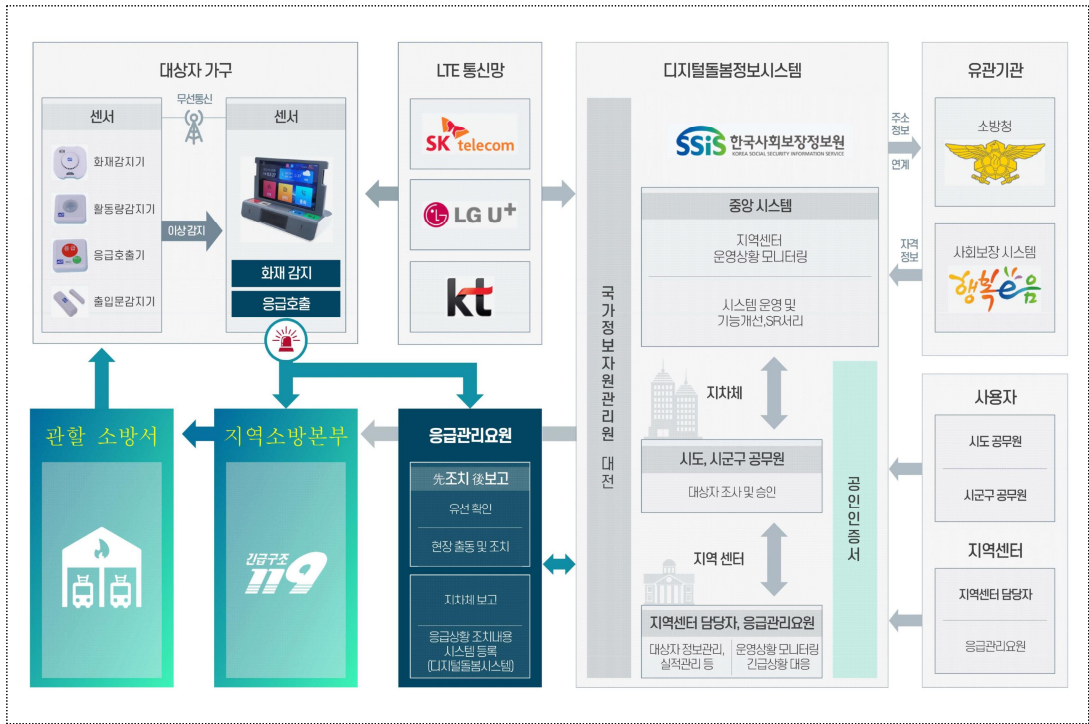 대상자 가구
무선통신
센서
화재감지기
활동량감지기
응급호출기
출입문감지기
이상 감지
센서
화재 감지
응급호출
LTE 통신망
SK telecom
LG U+
kt
디지털돌봄정보시스템
국가정보자원관리원 대전
SSiS 한국사회보장정보원
KOREA SOCIAL SECURITY INFORMATION SERVICE
중앙 시스템
지역센터
운영상황 모니터링
시스템 운영 및
기능개선,SR서리
지차체
시도, 시군구 공무원
대상자 조사 및 승인
지역 센터
지역센터 담당자, 응급관리요원
대상자 정보관리,
실적관리 등
운영상황 모니터링
긴급상황 대응
공인인증서
주소
정보
연계
자격
정보
유관기관
소방청
사회보장 시스템
행복e음
사용자
시도 공무원
시군구 공무원
지역센터
지역센터 담당자
응급관리요원
관할 소방서
지역소방본부
긴급구조
119
응급관리요원
先조치 後보고
유선 확인
현장 출동 및 조치
지차체 보고
응급상황 조치내용
시스템 등록
(디지털돌봄시스템)